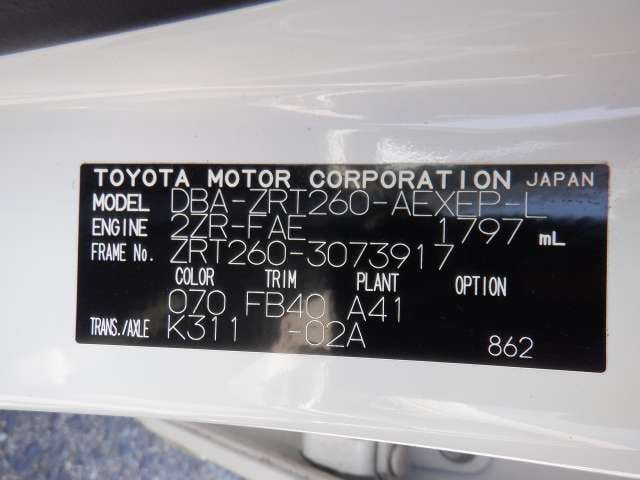 TOYOTA MOTOR CORPORATION JAPAN
MODEL DBA-ZRT260-AEXEP-L
ENGINE 2ZR-FAE 1797 mL
FRAME No. ZRT260-3073917
COLOR TRIM PLANT OPTION
070 FB40 A41
TRANS./AXLE K311 -02A
862